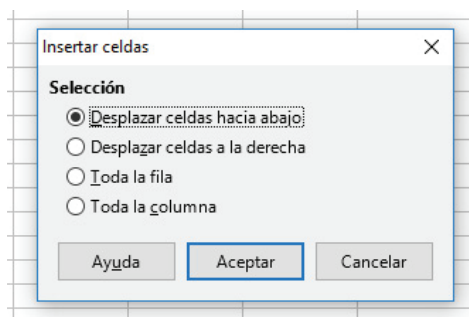 Insertar celdas
Selección
Desplazar celdas hacia abajo
Desplazar celdas a la derecha
Toda la fila
Toda la columna
Ayuda Aceptar Cancelar